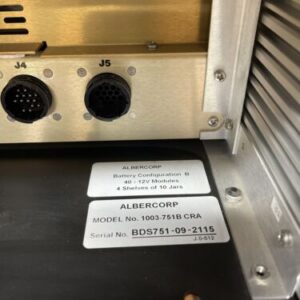 J4 J5
ALBERCORP
Battery Configuration B
40 - 12V Modules
4 Shelves of 10 Jars
ALBERCORP
MODEL No. 1003-751B CRA
Serial No. BDS751-09-2115